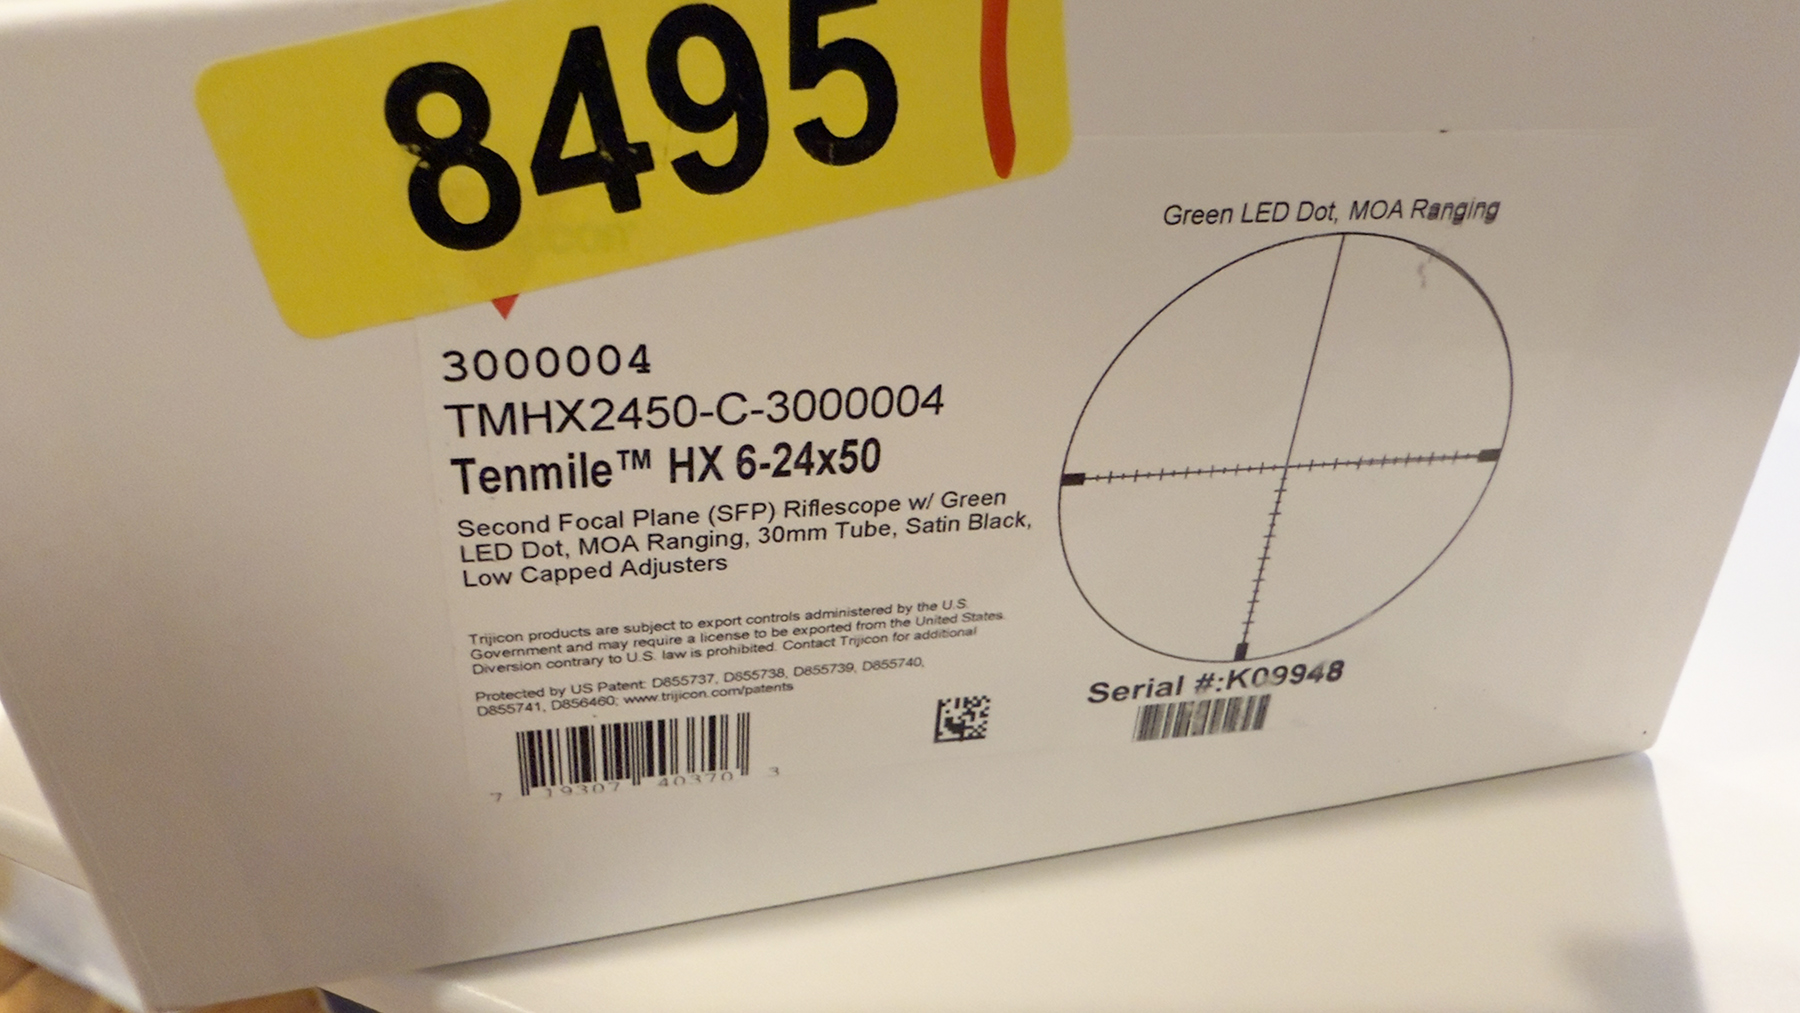 8495
Green LED Dot, MOA Ranging
3000004
TMHX2450-C-3000004
Tenmile™ HX 6-24x50
Second Focal Plane (SFP) Riflescope w/ Green
LED Dot, MOA Ranging, 30mm Tube, Satin Black,
Low Capped Adjusters
Trijicon products are subject to export controls administered by the U.S.
Government and may require a license to be exported from the United States.
Diversion contrary to U.S. law is prohibited. Contact Trijicon for additional
Protected by US Patent: D855737, D855738, D855739, D855740,
D855741, D856460; www.trijicon.com/patents
Serial #:K09948
7 19307 40370 3